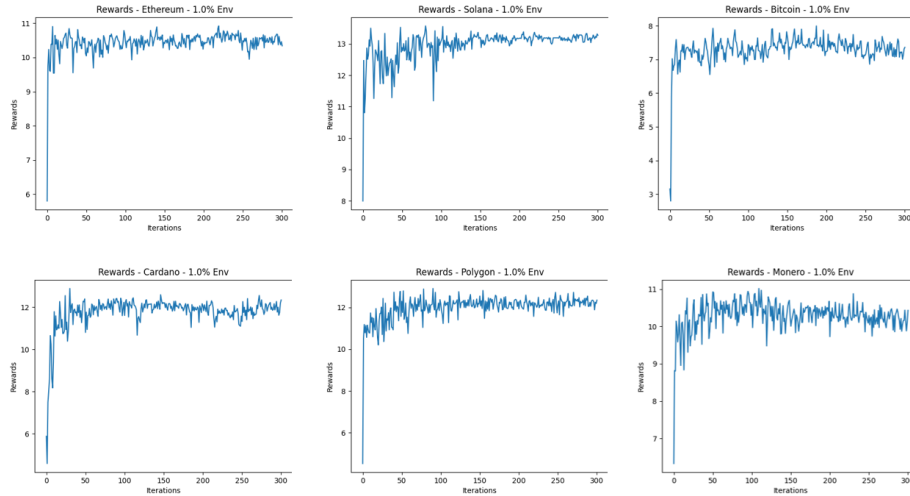 Rewards - Ethereum - 1.0% Env
11
10
9
8
7
6
Rewards
0 50 100 150 200 250 300
Iterations
Rewards - Solana - 1.0% Env
13
12
11
10
9
8
Rewards
0 50 100 150 200 250 300
Iterations
Rewards - Bitcoin - 1.0% Env
8
7
6
5
4
3
Rewards
0 50 100 150 200 250 300
Iterations
Rewards - Cardano - 1.0% Env
12
10
8
6
Rewards
0 50 100 150 200 250 300
Iterations
Rewards - Polygon - 1.0% Env
12
10
8
6
Rewards
0 50 100 150 200 250 300
Iterations
Rewards - Monero - 1.0% Env
11
10
9
8
7
Rewards
0 50 100 150 200 250 300
Iterations